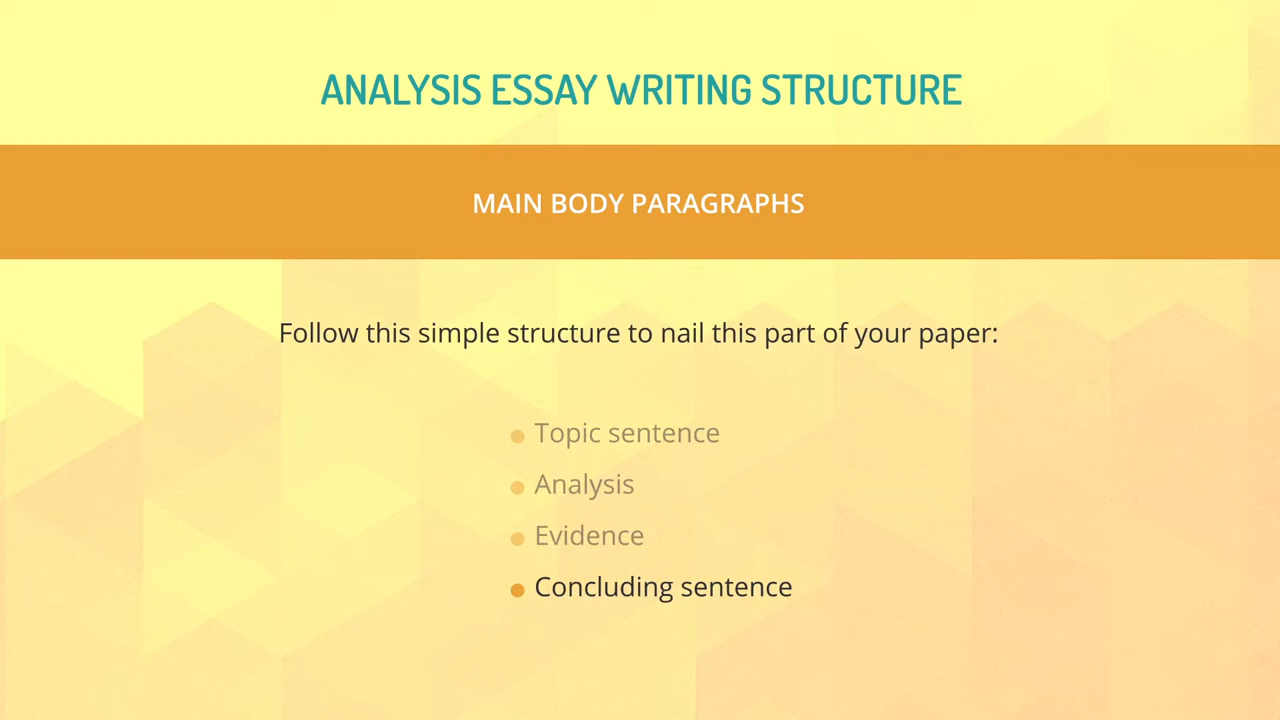 ANALYSIS ESSAY WRITING STRUCTURE
MAIN BODY PARAGRAPHS
Follow this simple structure to nail this part of your paper:
Topic sentence
Analysis
Evidence
Concluding sentence